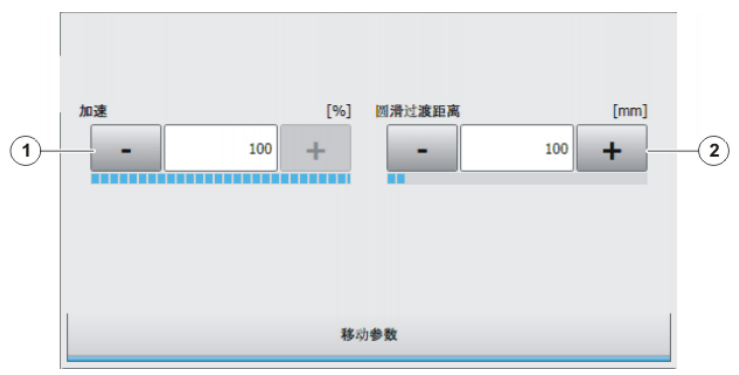 加速 [%] 圆滑过渡距离 [mm]
1 - 100 + - 100 + 2
移动参数